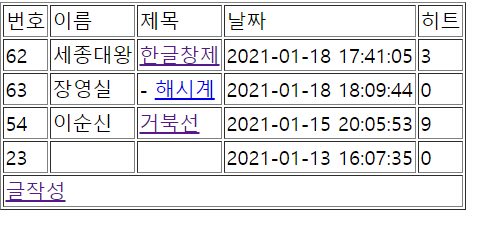 번호 이름 제목 날짜 히트
62 세종대왕 한글창제 2021-01-18 17:41:05 3
63 장영실 - 해시계 2021-01-18 18:09:44 0
54 이순신 거북선 2021-01-15 20:05:53 9
23 2021-01-13 16:07:35 0
글작성